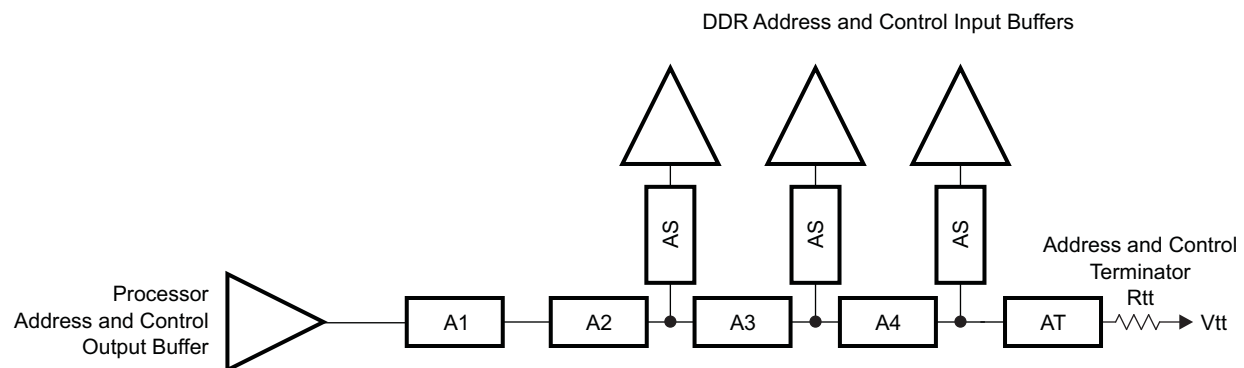 DDR Address and Control Input Buffers
AS
AS
AS
Address and Control
Terminator
Rtt
Processor
Address and Control
Output Buffer
A1
A2
A3
A4
AT
Vtt